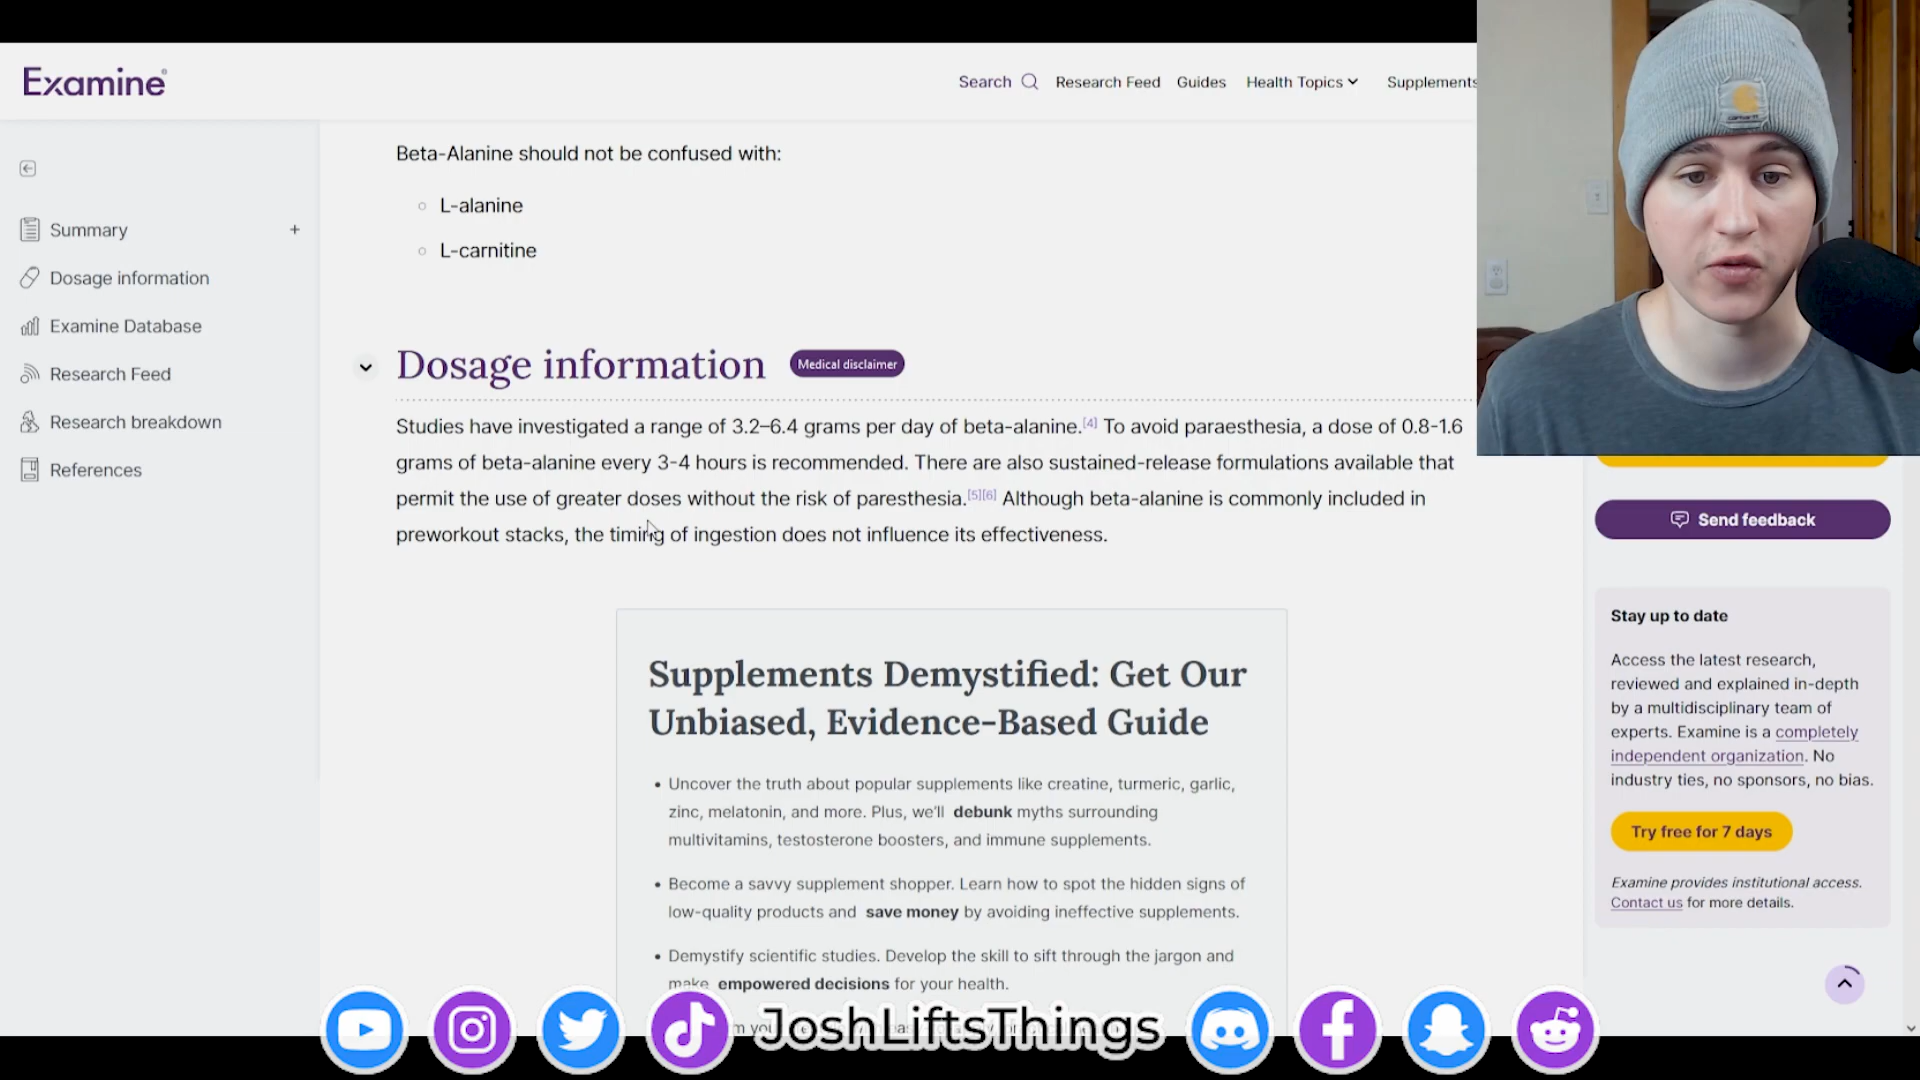 Examine
Search Research Feed Guides Health Topics Supplements
Summary
Dosage information
Examine Database
Research Feed
Research breakdown
References
Beta-Alanine should not be confused with:
L-alanine
L-carnitine
Dosage information Medical disclaimer
Studies have investigated a range of 3.2–6.4 grams per day of beta-alanine.[4] To avoid paraesthesia, a dose of 0.8-1.6
grams of beta-alanine every 3-4 hours is recommended. There are also sustained-release formulations available that
permit the use of greater doses without the risk of paresthesia.[5][6] Although beta-alanine is commonly included in
preworkout stacks, the timing of ingestion does not influence its effectiveness.
Supplements Demystified: Get Our
Unbiased, Evidence-Based Guide
• Uncover the truth about popular supplements like creatine, turmeric, garlic,
zinc, melatonin, and more. Plus, we'll debunk myths surrounding
multivitamins, testosterone boosters, and immune supplements.
• Become a savvy supplement shopper. Learn how to spot the hidden signs of
low-quality products and save money by avoiding ineffective supplements.
• Demystify scientific studies. Develop the skill to sift through the jargon and
make empowered decisions for your health.
Send feedback
Stay up to date
Access the latest research,
reviewed and explained in-depth
by a multidisciplinary team of
experts. Examine is a completely
independent organization. No
industry ties, no sponsors, no bias.
Try free for 7 days
Examine provides institutional access.
Contact us for more details.
JoshLiftsThings